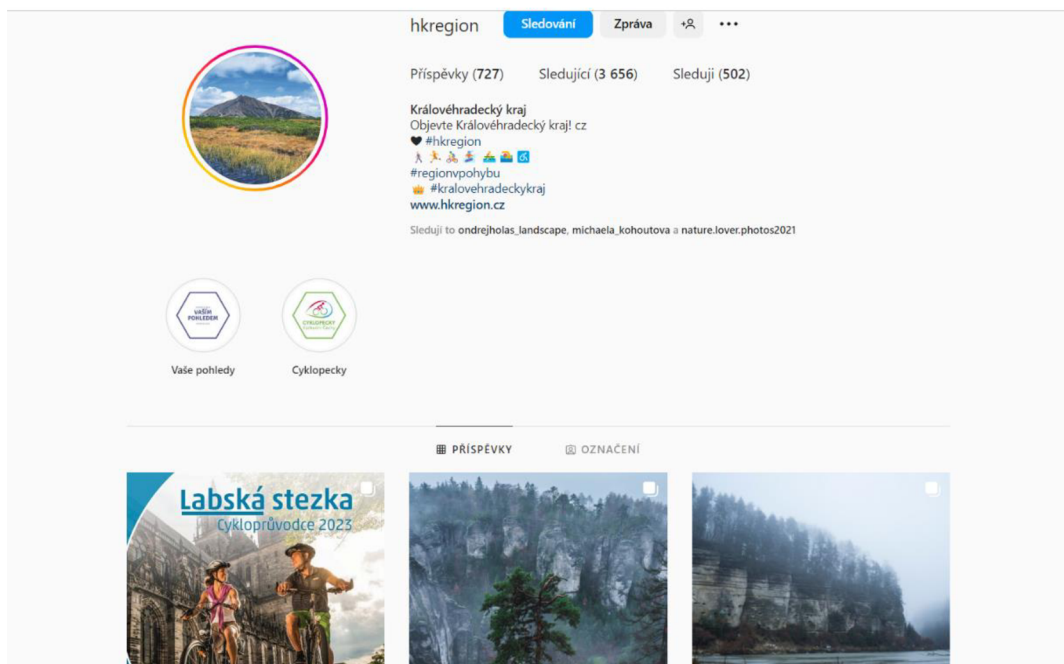 hkregion Sledování Zpráva
Příspěvky (727) Sledující (3 656) Sleduji (502)
Královéhradecký kraj
Objevte Královéhradecký kraj! cz
🖤 #hkregion
#regionvpohybu
👑 #kralovehradeckykraj
www.hkregion.cz
Sledují to ondrejholas_landscape, michaela_kohoutova a nature.lover.photos2021
VAŠÍM
POHLEDEM
CYKLOPECKY
Vaše pohledy Cyklopecky
PŘÍSPĚVKY OZNAČENÍ
Labská stezka
Cykloprůvodce 2023